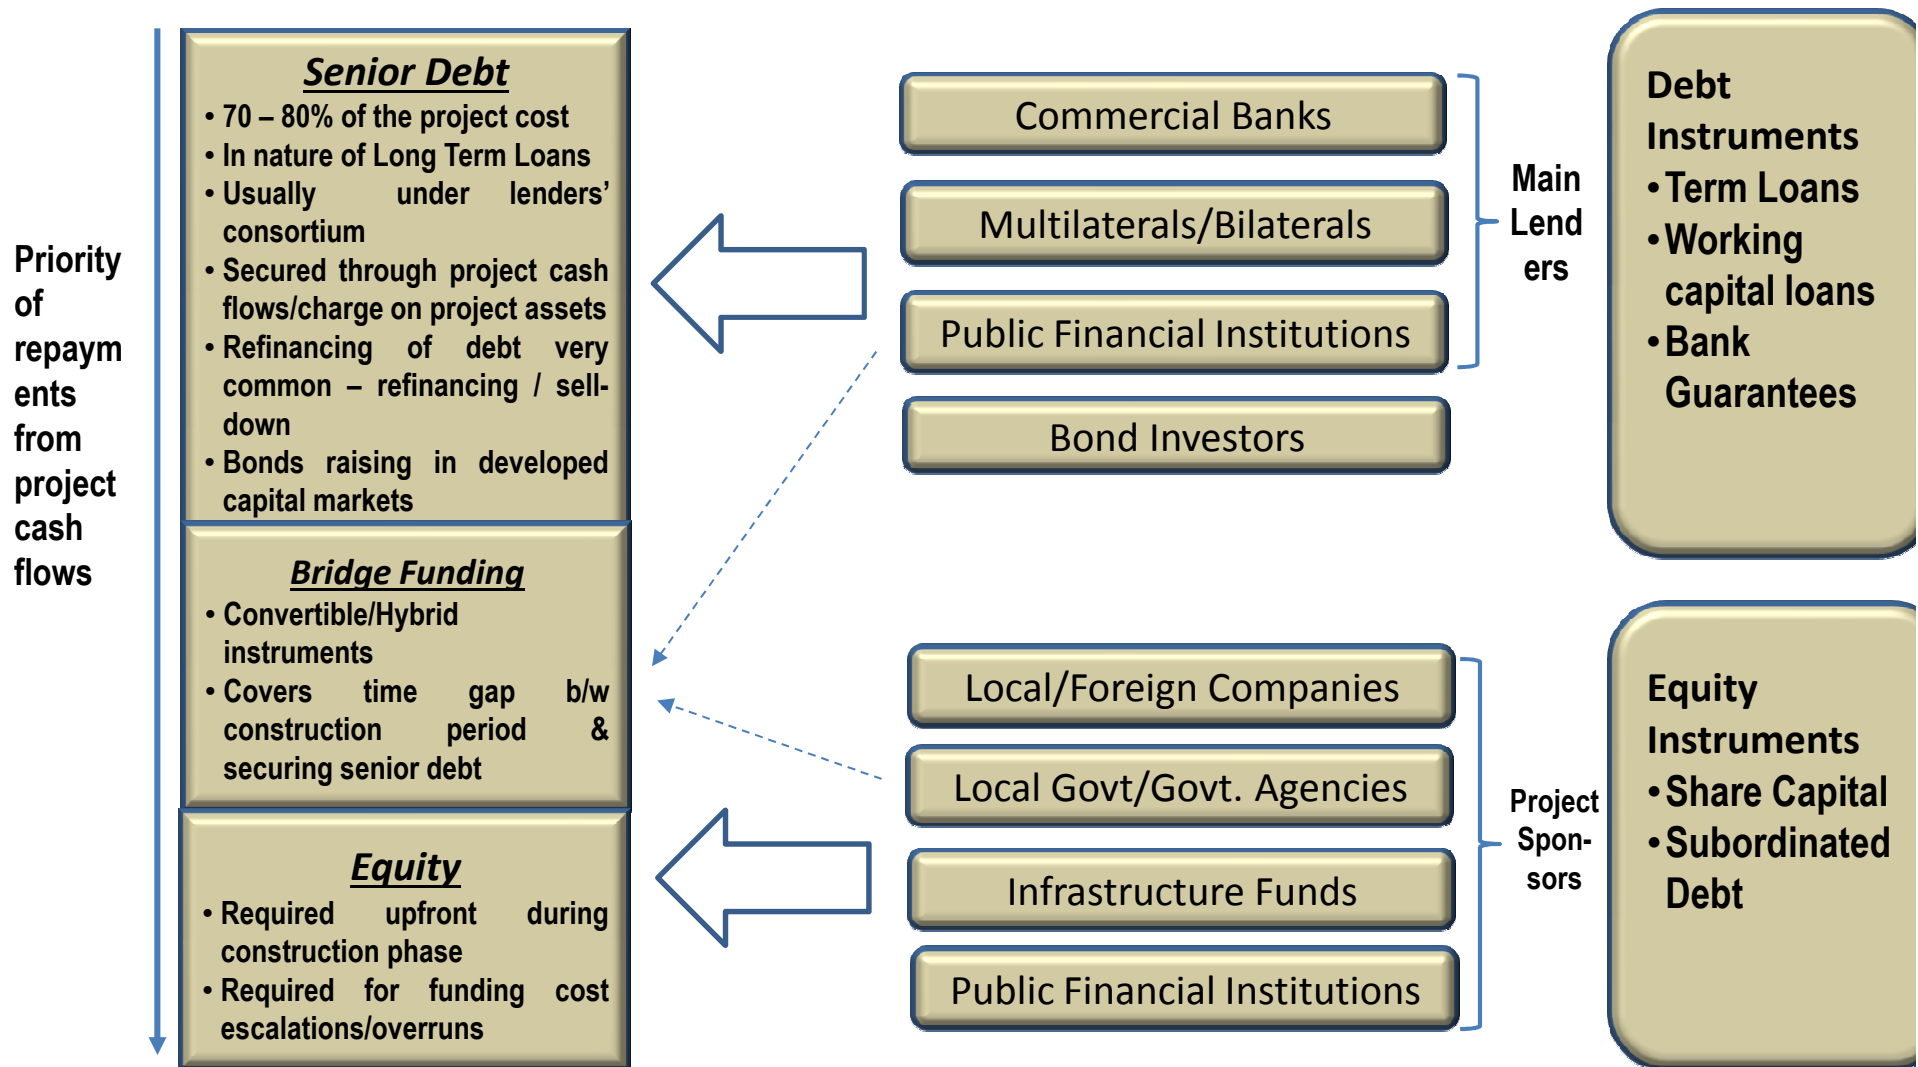 Priority
of
repaym
ents
from
project
cash
flows
Senior Debt
• 70 – 80% of the project cost
• In nature of Long Term Loans
• Usually under lenders’
consortium
• Secured through project cash
flows/charge on project assets
• Refinancing of debt very
common – refinancing / sell-
down
• Bonds raising in developed
capital markets
Bridge Funding
• Convertible/Hybrid
instruments
• Covers time gap b/w
construction period &
securing senior debt
Equity
• Required upfront during
construction phase
• Required for funding cost
escalations/overruns
Commercial Banks
Multilaterals/Bilaterals
Public Financial Institutions
Bond Investors
Main
Lend
ers
Local/Foreign Companies
Local Govt/Govt. Agencies
Infrastructure Funds
Public Financial Institutions
Project
Spon-
sors
Debt
Instruments
• Term Loans
• Working
capital loans
• Bank
Guarantees
Equity
Instruments
• Share Capital
• Subordinated
Debt